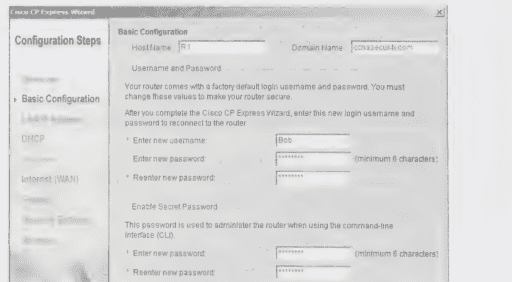 Cisco CP Express Wizard
Configuration Steps
Basic Configuration
Host Name: R1 Domain Name
Username and Password
Your router comes with a factory default login username and password. You must
change these values to make your router secure.
After you complete the Cisco CP Express Wizard, enter this new login username and
password to reconnect to the router
Basic Configuration
DHCP
Internet (WAN)
* Enter new username: Bob
Enter new password: ******** (minimum 6 characters)
* Reenter new password: ********
Enable Secret Password
This password is used to administer the router when using the command-line
interface (CLI).
* Enter new password: ******** (minimum 6 characters)
* Reenter new password: ********